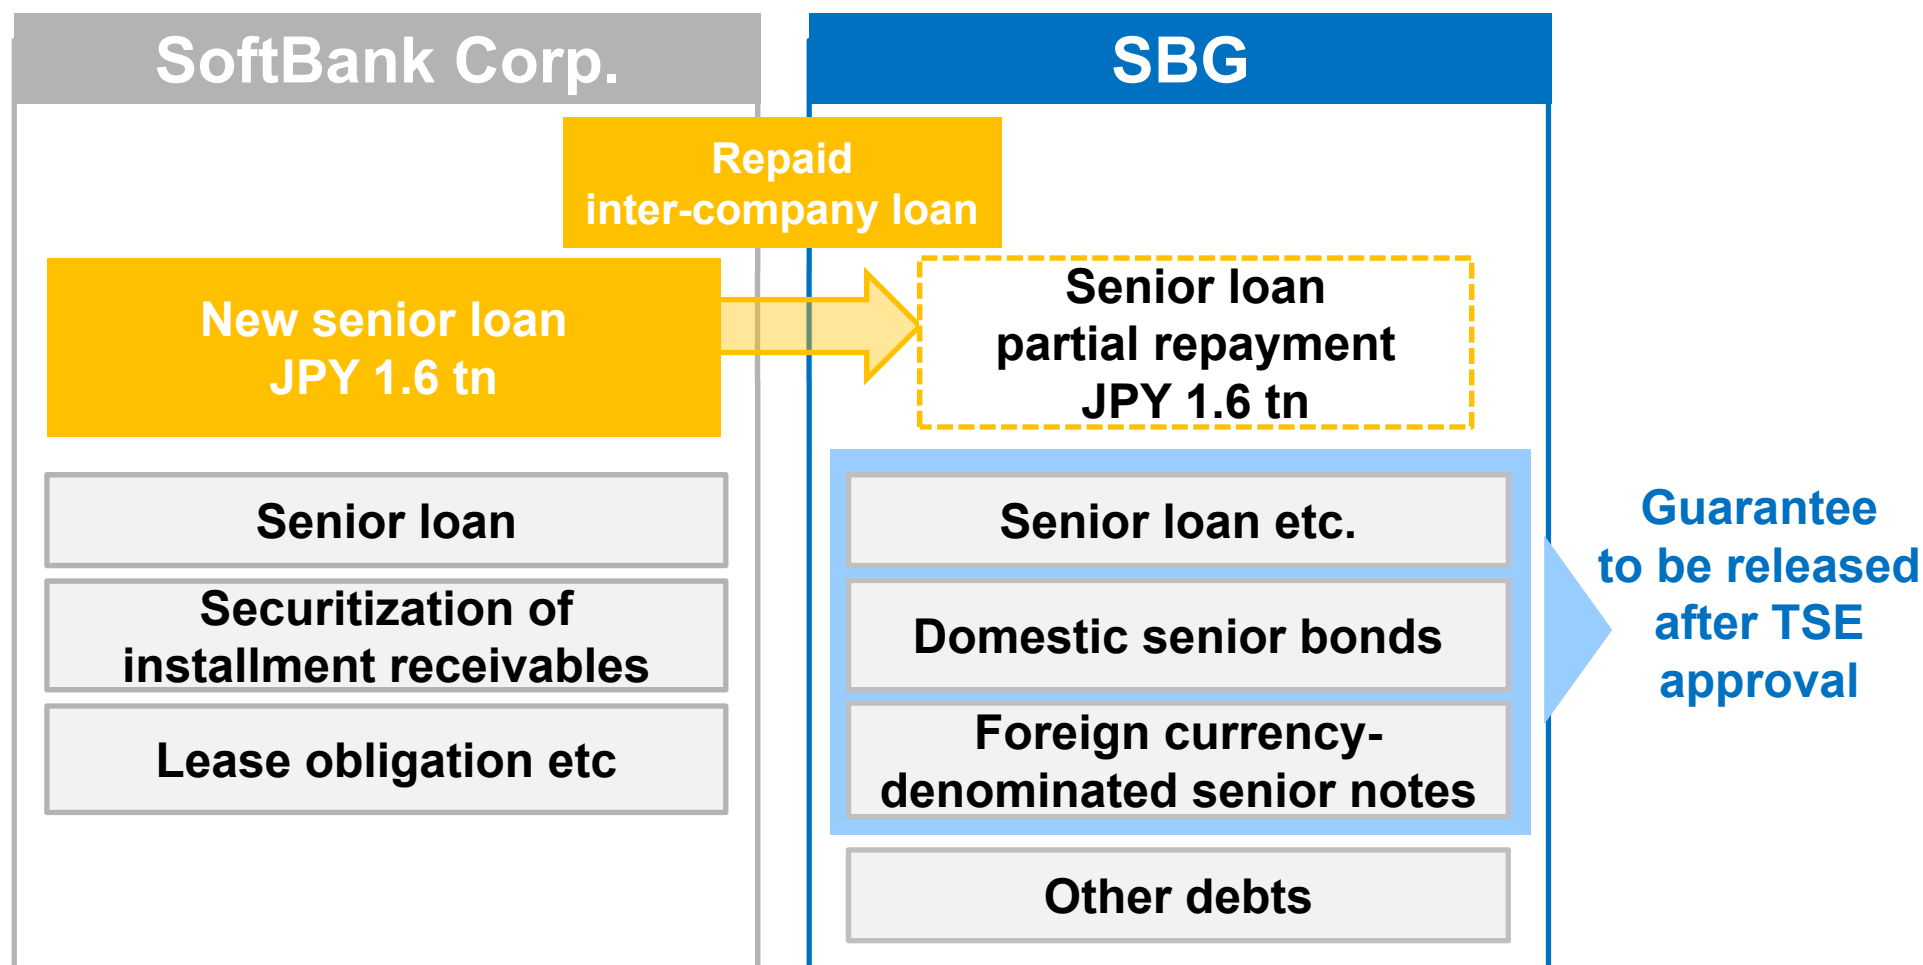 SoftBank Corp.
SBG
Repaid
inter-company loan
New senior loan
JPY 1.6 tn
Senior loan
partial repayment
JPY 1.6 tn
Senior loan
Securitization of
installment receivables
Lease obligation etc
Senior loan etc.
Domestic senior bonds
Foreign currency-
denominated senior notes
Other debts
Guarantee
to be released
after TSE
approval